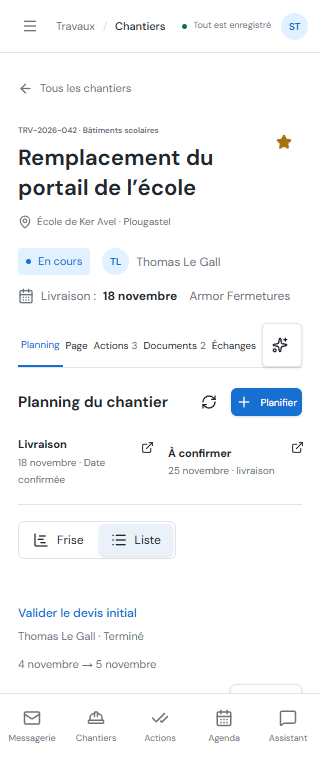 Travaux / Chantiers
Tout est enregistré
ST
Tous les chantiers
TRV-2026-042 · Bâtiments scolaires
Remplacement du
portail de l’école
École de Ker Avel · Plougastel
En cours
TL
Thomas Le Gall
Livraison : 18 novembre
Armor Fermetures
Planning
Page
Actions 3
Documents 2
Échanges
Planning du chantier
Planifier
Livraison
18 novembre · Date
confirmée
À confirmer
25 novembre · livraison
Frise
Liste
Valider le devis initial
Thomas Le Gall · Terminé
4 novembre → 5 novembre
Messagerie
Chantiers
Actions
Agenda
Assistant